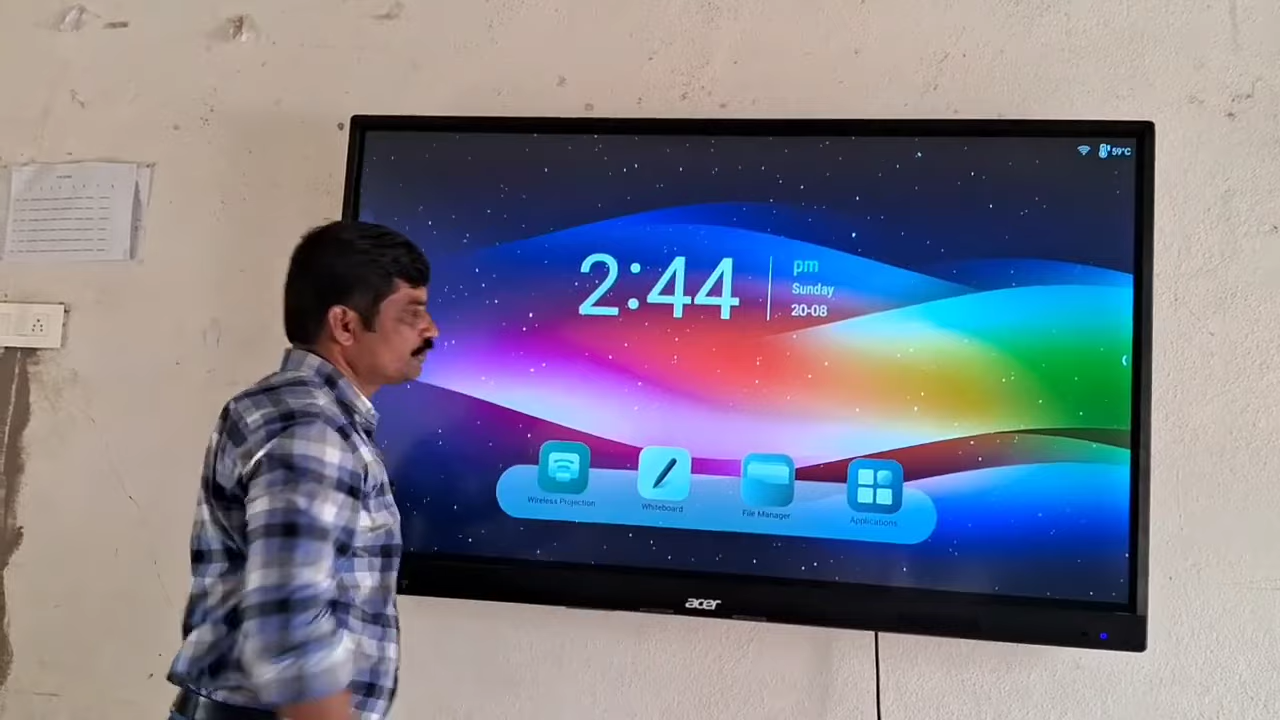 59°C
2:44
pm
Sunday
20-08
Wireless Projection
Whiteboard
File Manager
Applications
acer